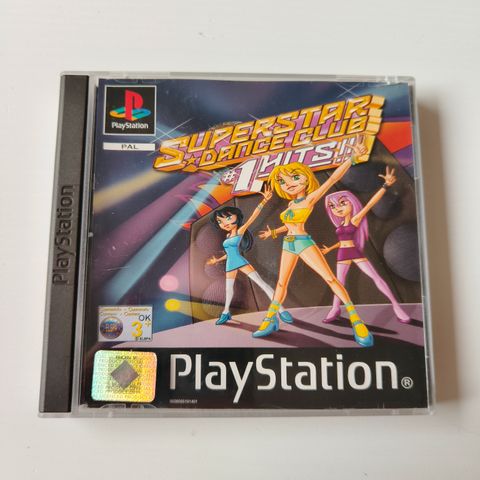 PlayStation
PlayStation
PAL
SUPERSTAR
DANCE CLUB
#1 HITS!!
OK
3+
PlayStation®